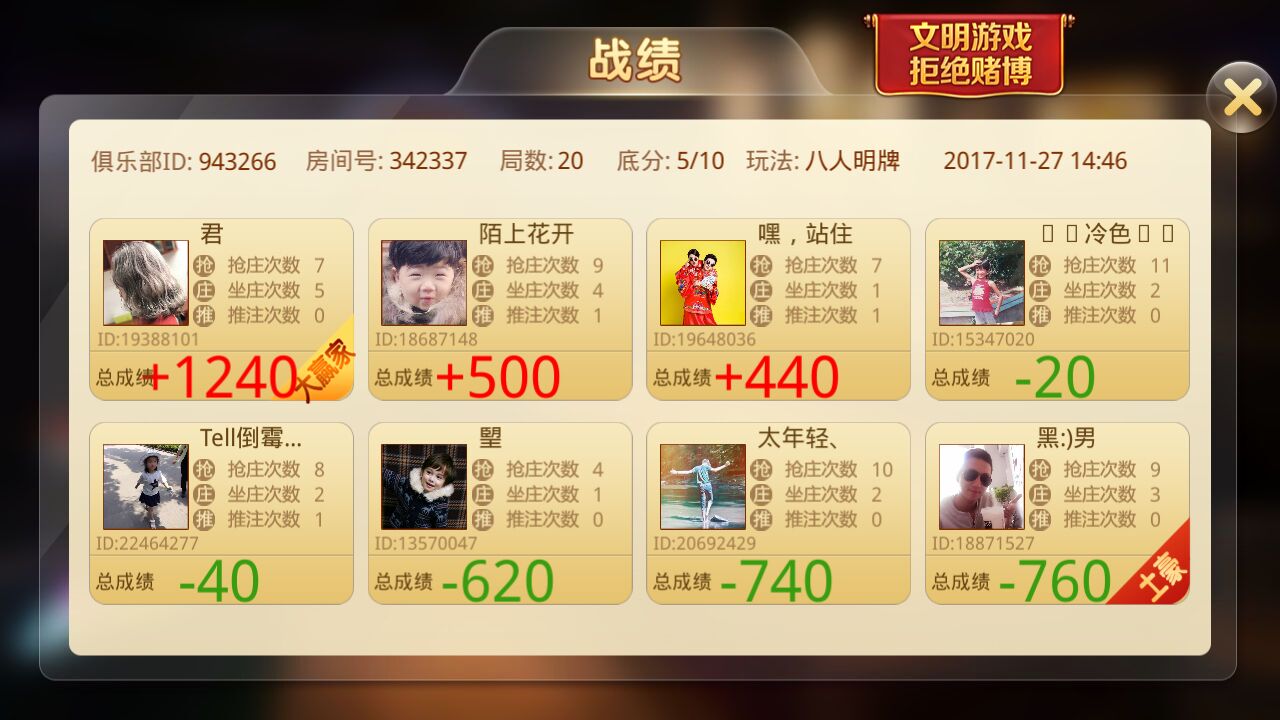 战绩
文明游戏
拒绝赌博
俱乐部ID: 943266 房间号: 342337 局数: 20 底分: 5/10 玩法: 八人明牌 2017-11-27 14:46
君
抢 抢庄次数 7
庄 坐庄次数 5
推 推注次数 0
ID:19388101
总成绩 +1240
大赢家
陌上花开
抢 抢庄次数 9
庄 坐庄次数 4
推 推注次数 1
ID:18687148
总成绩 +500
嘿，站住
抢 抢庄次数 7
庄 坐庄次数 1
推 推注次数 1
ID:19648036
总成绩 +440
冷色
抢 抢庄次数 11
庄 坐庄次数 2
推 推注次数 0
ID:15347020
总成绩 -20
Tell倒霉...
抢 抢庄次数 8
庄 坐庄次数 2
推 推注次数 1
ID:22464277
总成绩 -40
抢 抢庄次数 4
庄 坐庄次数 1
推 推注次数 0
ID:13570047
总成绩 -620
太年轻、
抢 抢庄次数 10
庄 坐庄次数 2
推 推注次数 0
ID:20692429
总成绩 -740
黑:)男
抢 抢庄次数 9
庄 坐庄次数 3
推 推注次数 0
ID:18871527
总成绩 -760
土豪